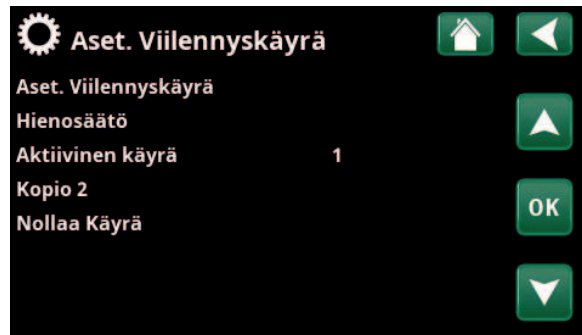 Aset. Viilennyskäyrä
Aset. Viilennyskäyrä
Hienosäätö
Aktiivinen käyrä 1
Kopio 2
OK
Nollaa Käyrä